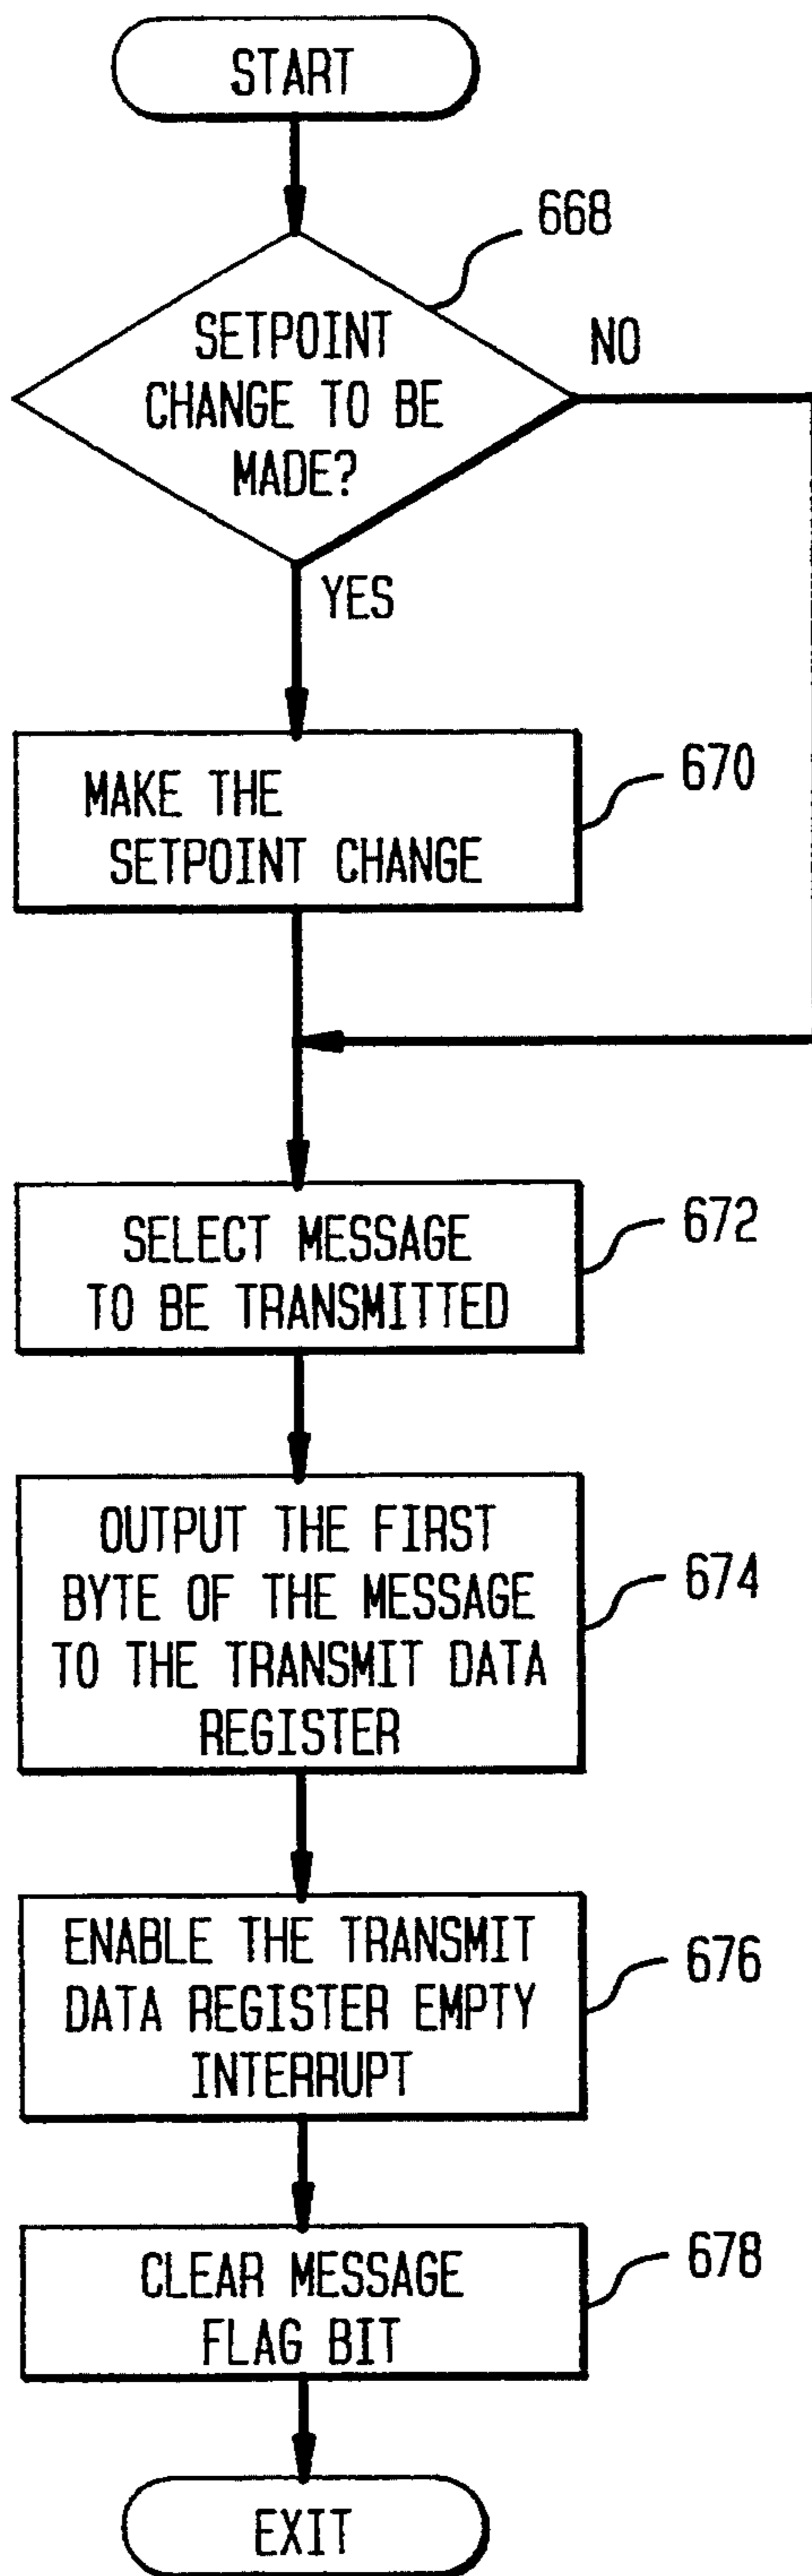 START
668
SETPOINT
CHANGE TO BE
MADE?
NO
YES
670
MAKE THE
SETPOINT CHANGE
672
SELECT MESSAGE
TO BE TRANSMITTED
OUTPUT THE FIRST
BYTE OF THE MESSAGE
TO THE TRANSMIT DATA
REGISTER
674
ENABLE THE TRANSMIT
DATA REGISTER EMPTY
INTERRUPT
676
CLEAR MESSAGE
FLAG BIT
678
EXIT